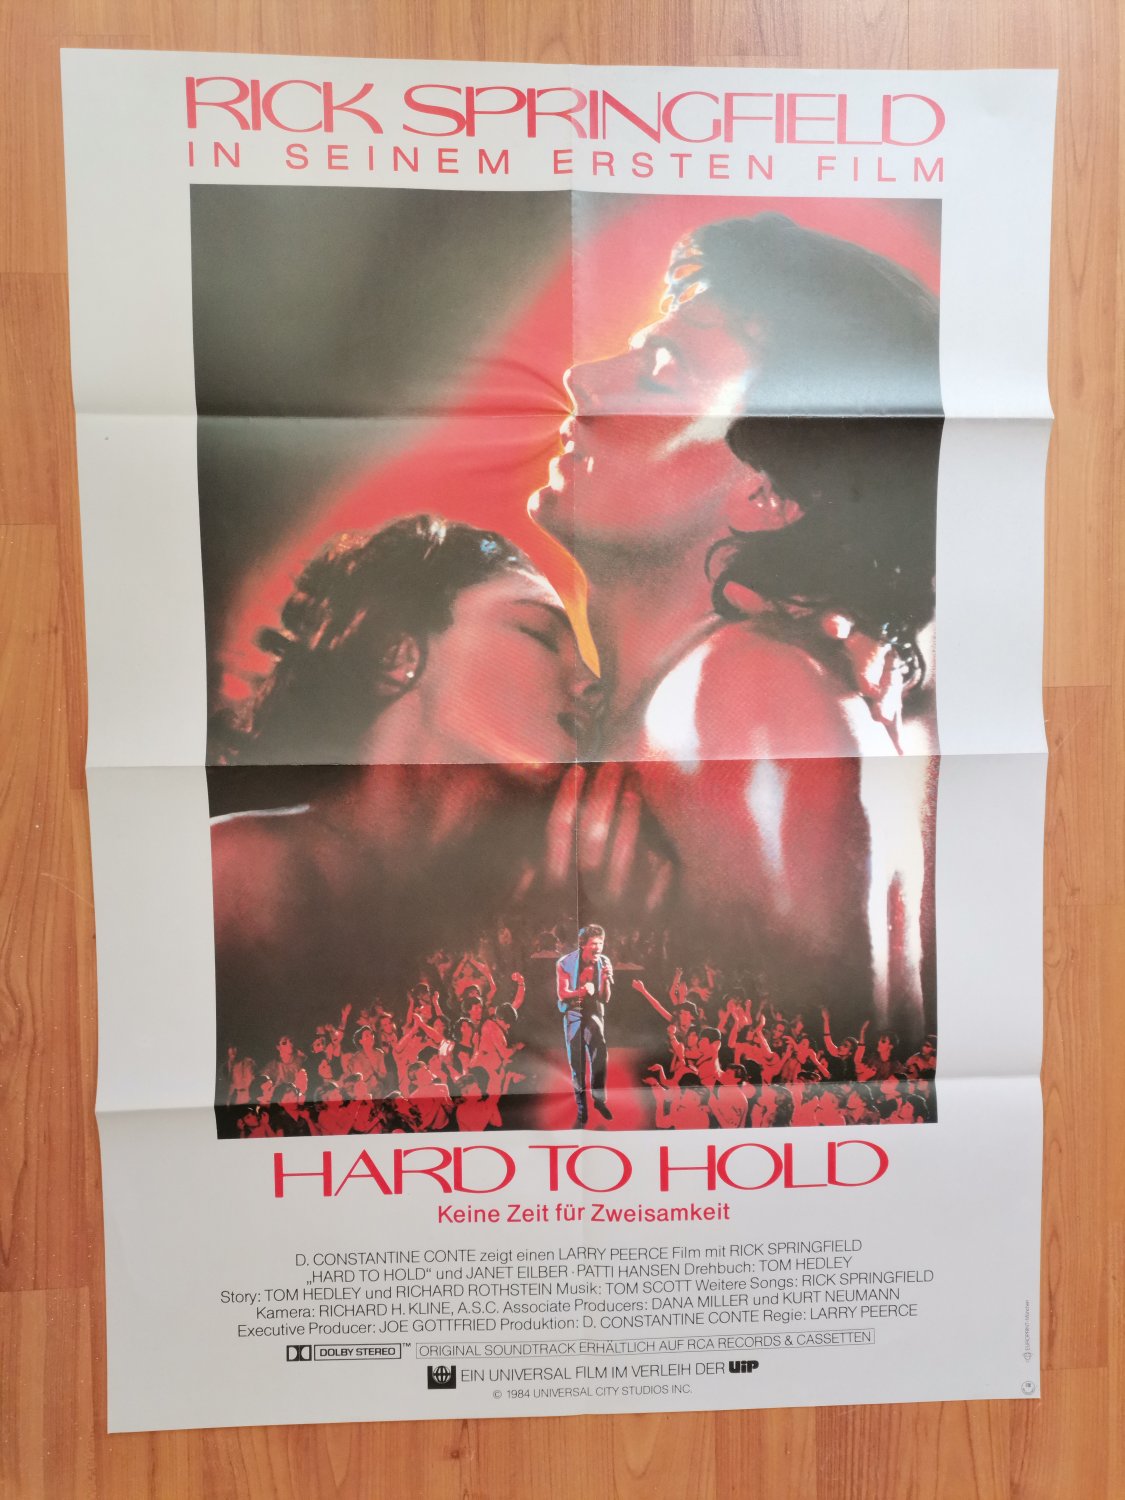 RICK SPRINGFIELD
IN SEINEM ERSTEN FILM
HARD TO HOLD
Keine Zeit für Zweisamkeit
D. CONSTANTINE CONTE zeigt einen LARRY PEERCE Film mit RICK SPRINGFIELD
„HARD TO HOLD“ und JANET EILBER · PATTI HANSEN Drehbuch: TOM HEDLEY
Story: TOM HEDLEY und RICHARD ROTHSTEIN Musik: TOM SCOTT Weitere Songs: RICK SPRINGFIELD
Kamera: RICHARD H. KLINE, A.S.C. Associate Producers: DANA MILLER und KURT NEUMANN
Executive Producer: JOE GOTTFRIED Produktion: D. CONSTANTINE CONTE Regie: LARRY PEERCE
DOLBY STEREO™ ORIGINAL SOUNDTRACK ERHÄLTLICH AUF RCA RECORDS & CASSETTEN
EIN UNIVERSAL FILM IM VERLEIH DER UIP
© 1984 UNIVERSAL CITY STUDIOS INC.
EUROPRINT München